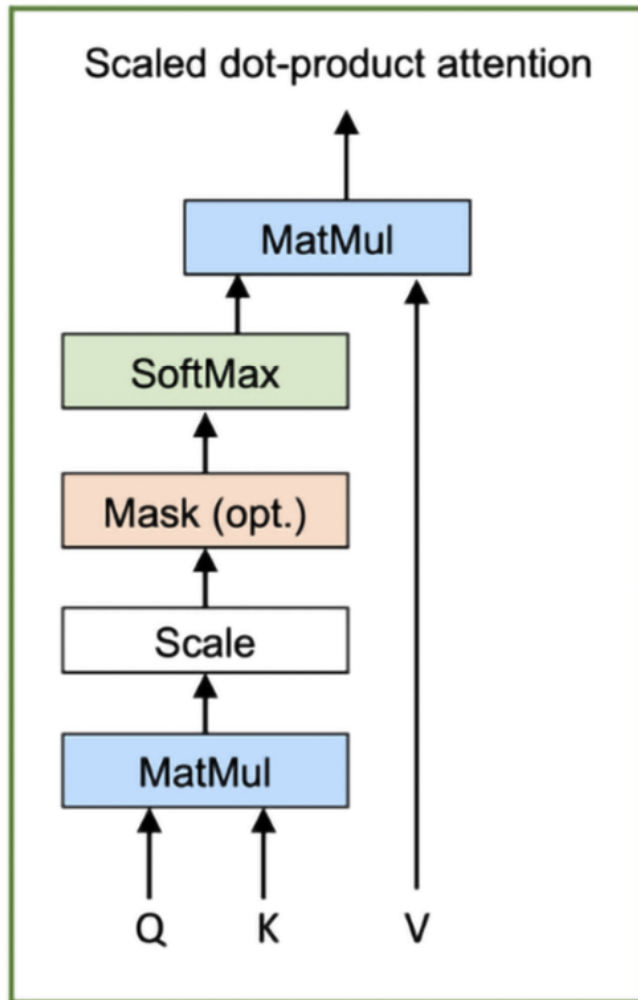 Scaled dot-product attention
MatMul
SoftMax
Mask (opt.)
Scale
MatMul
Q K V